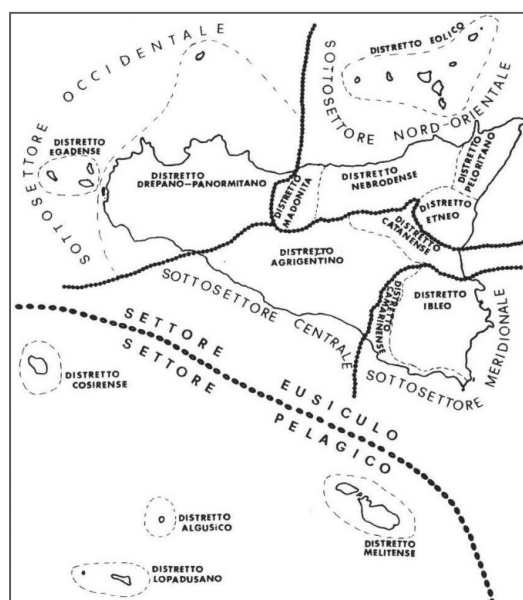 SOTTOSETTORE OCCIDENTALE
DISTRETTO EOLICO
SOTTOSETTORE NORD-ORIENTALE
DISTRETTO
EGADENSE
DISTRETTO
DREPANO-PANORMITANO
DISTRETTO
MADONITA
DISTRETTO
NEBRODENSE
DISTRETTO
PELORITANO
DISTRETTO
ETNEO
DISTRETTO
CATANENSE
DISTRETTO
AGRIGENTINO
DISTRETTO
CAMARINENSE
DISTRETTO
IBLEO
SOTTOSETTORE CENTRALE
SOTTOSETTORE MERIDIONALE
SETTORE EUSICULO
SETTORE PELAGICO
DISTRETTO
COSIRENSE
DISTRETTO
ALGUSiCO
DISTRETTO
LOPADUSANO
DISTRETTO
MELITENSE